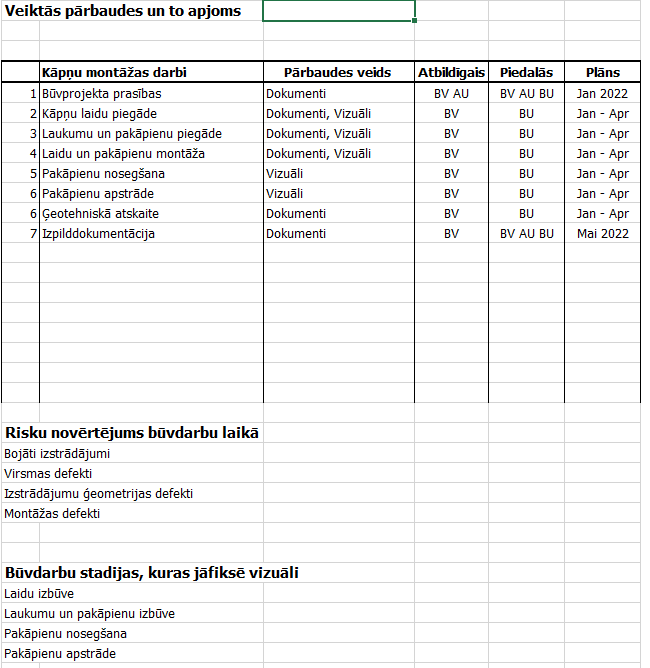 Veiktās pārbaudes un to apjoms
Kāpņu montāžas darbi Pārbaudes veids Atbildīgais Piedalās Plāns
1 Būvprojekta prasības Dokumenti BV AU BV AU BU Jan 2022
2 Kāpņu laidu piegāde Dokumenti, Vizuāli BV BU Jan - Apr
3 Laukumu un pakāpienu piegāde Dokumenti, Vizuāli BV BU Jan - Apr
4 Laidu un pakāpienu montāža Dokumenti, Vizuāli BV BU Jan - Apr
5 Pakāpienu nosegšana Vizuāli BV BU Jan - Apr
6 Pakāpienu apstrāde Vizuāli BV BU Jan - Apr
6 Ģeotehniskā atskaite Dokumenti BV BU Jan - Apr
7 Izpilddokumentācija Dokumenti BV BV AU BU Mai 2022
Risku novērtējums būvdarbu laikā
Bojāti izstrādājumi
Virsmas defekti
Izstrādājumu ģeometrijas defekti
Montāžas defekti
Būvdarbu stadijas, kuras jāfiksē vizuāli
Laidu izbūve
Laukumu un pakāpienu izbūve
Pakāpienu nosegšana
Pakāpienu apstrāde